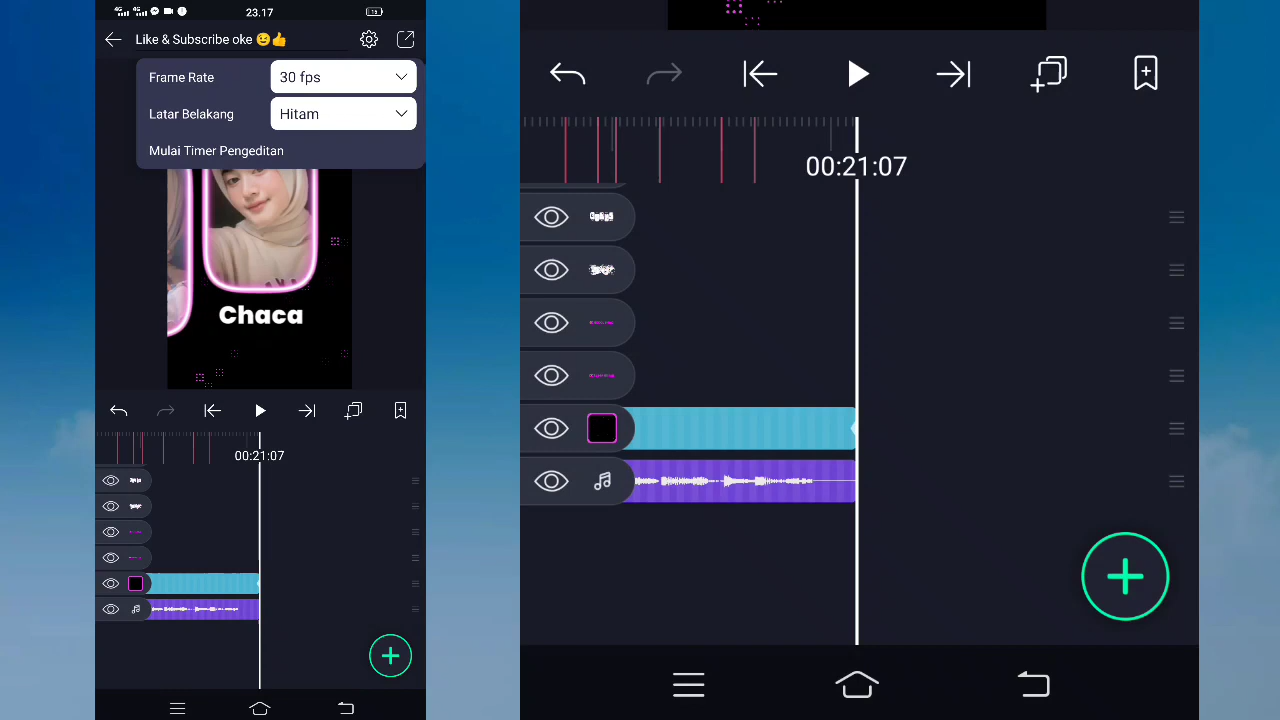 23.17
15
Like & Subscribe oke 😉👍
Frame Rate
30 fps
Latar Belakang
Hitam
Mulai Timer Pengeditan
Chaca
00:21:07
00:21:07